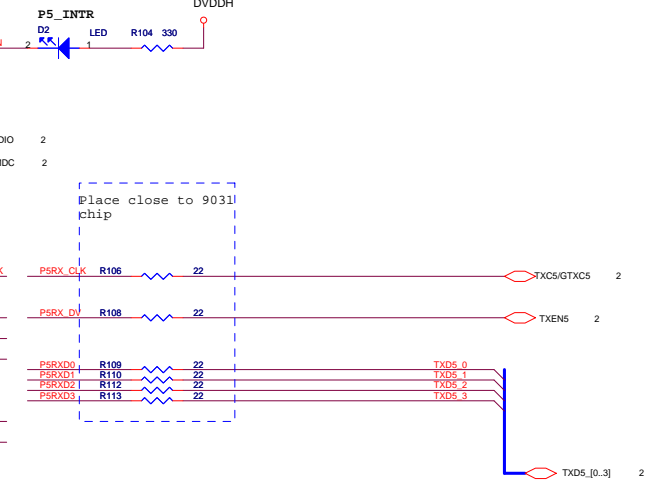 DVDDH
P5_INTR
D2 LED R104 330
2 1
DIO 2
MDC 2
Place close to 9031
chip
P5RX_CLK R106 22 TXC5/GTXC5 2
P5RX_DV R108 22 TXEN5 2
P5RXD0 R109 22 TXD5_0
P5RXD1 R110 22 TXD5_1
P5RXD2 R112 22 TXD5_2
P5RXD3 R113 22 TXD5_3
TXD5_[0..3] 2